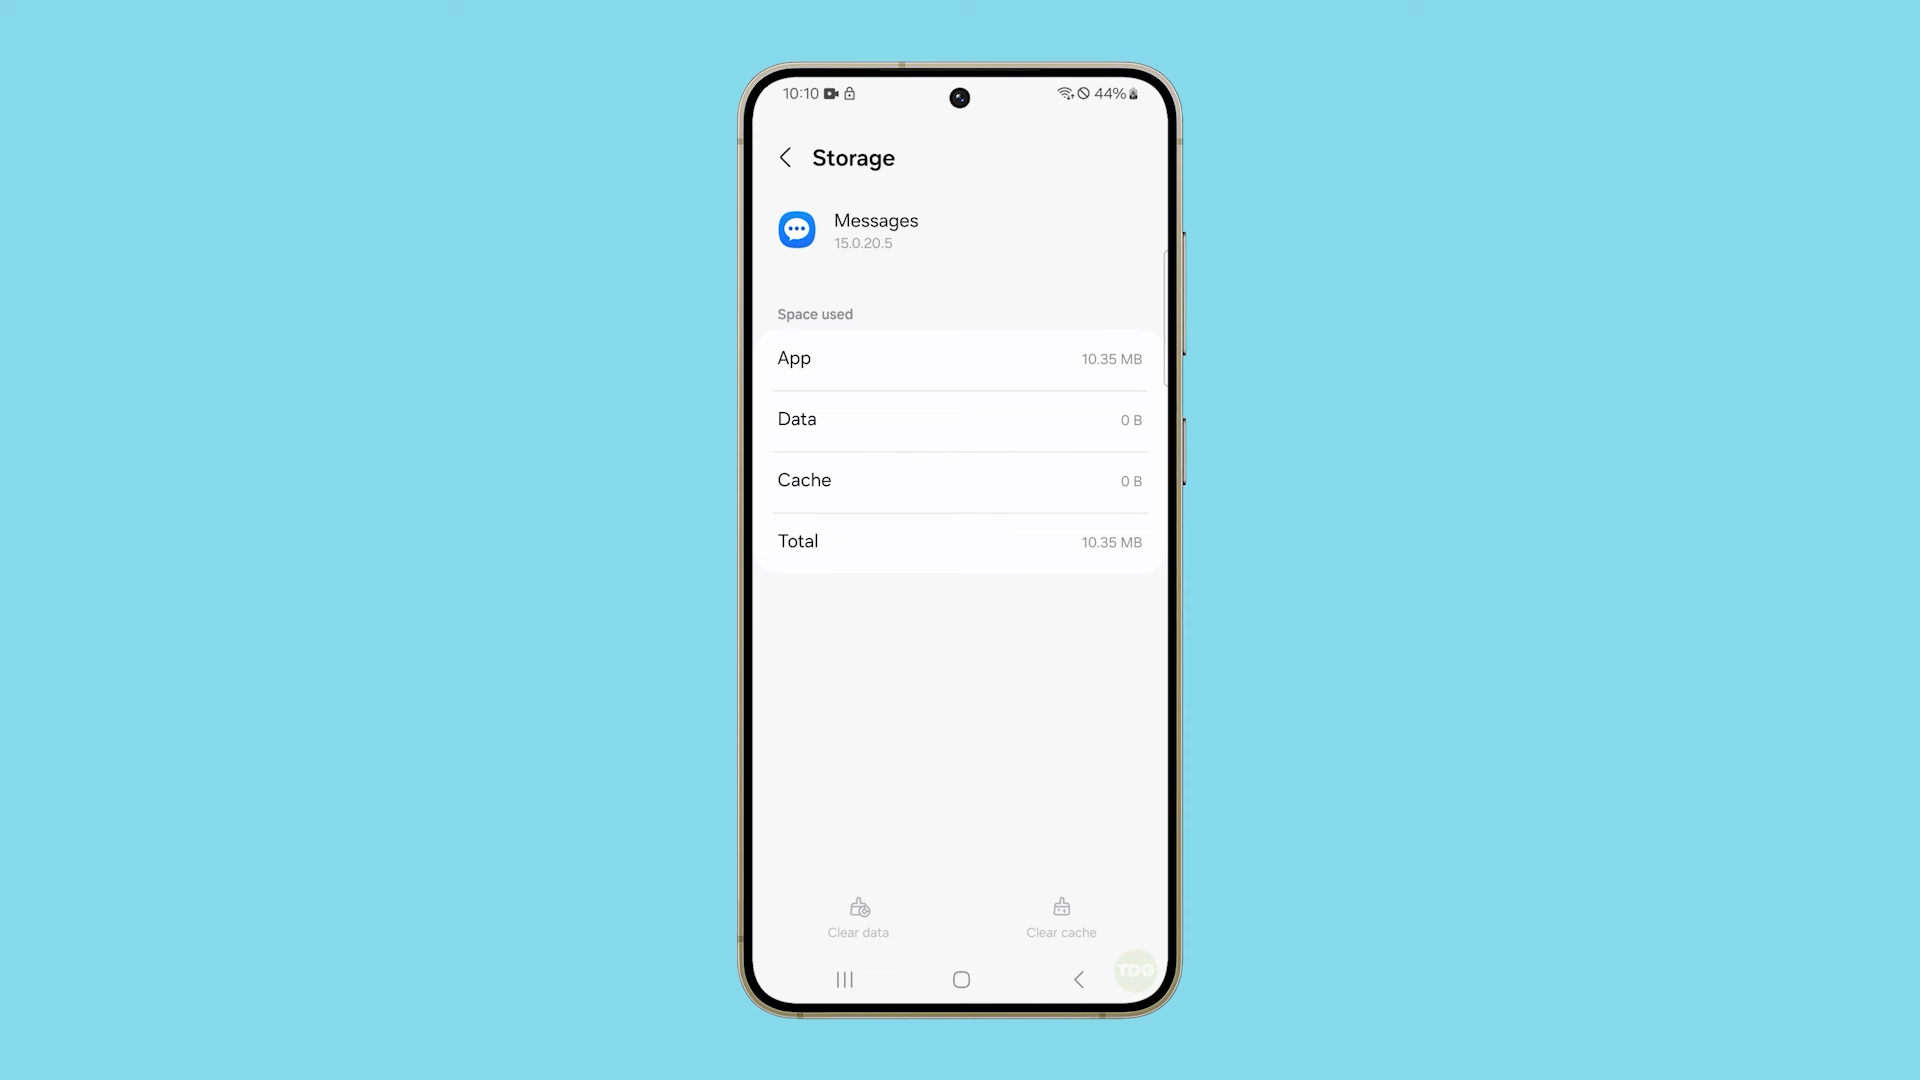 10:10 44%
Storage
Messages
15.0.20.5
Space used
App 10.35 MB
Data 0 B
Cache 0 B
Total 10.35 MB
Clear data Clear cache
TDG